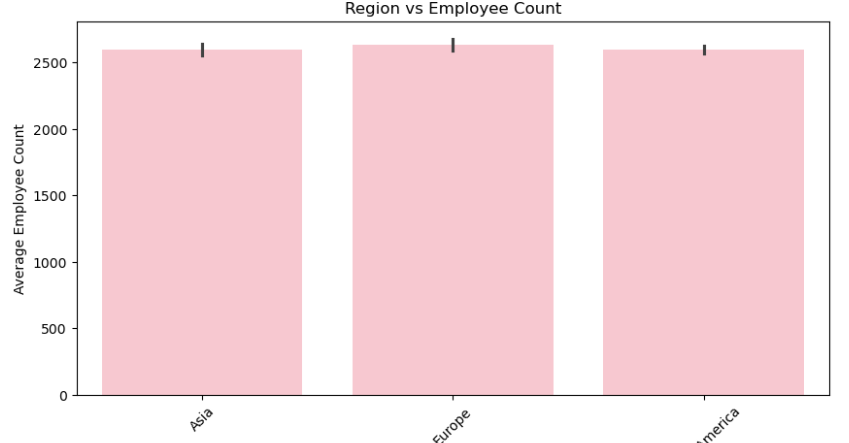 Region vs Employee Count
Average Employee Count
2500
2000
1500
1000
500
0
Asia
Europe
America